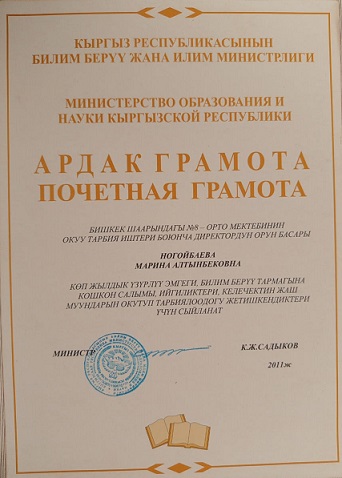 КЫРГЫЗ РЕСПУБЛИКАСЫНЫН
БИЛИМ БЕРҮҮ ЖАНА ИЛИМ МИНИСТРЛИГИ
МИНИСТЕРСТВО ОБРАЗОВАНИЯ И
НАУКИ КЫРГЫЗСКОЙ РЕСПУБЛИКИ
АРДАК ГРАМОТА
ПОЧЕТНАЯ ГРАМОТА
БИШКЕК ШААРЫНДАГЫ №8 – ОРТО МЕКТЕБИНИН
ОКУУ ТАРБИЯ ИШТЕРИ БОЮНЧА ДИРЕКТОРДУН ОРУН БАСАРЫ
НОГОЙБАЕВА
МАРИНА АЛТЫНБЕКОВНА
КӨП ЖЫЛДЫК ҮЗҮРЛҮҮ ЭМГЕГИ, БИЛИМ БЕРҮҮ ТАРМАГЫНА
КОШКОН САЛЫМЫ, ИЙГИЛИКТЕРИ, КЕЛЕЧЕКТИН ЖАШ
МУУНДАРЫН ОКУТУП ТАРБИЯЛООДОГУ ЖЕТИШКЕНДИКТЕРИ
ҮЧҮН СЫЙЛАНАТ
МИНИСТР К.Ж.САДЫКОВ
2011ж